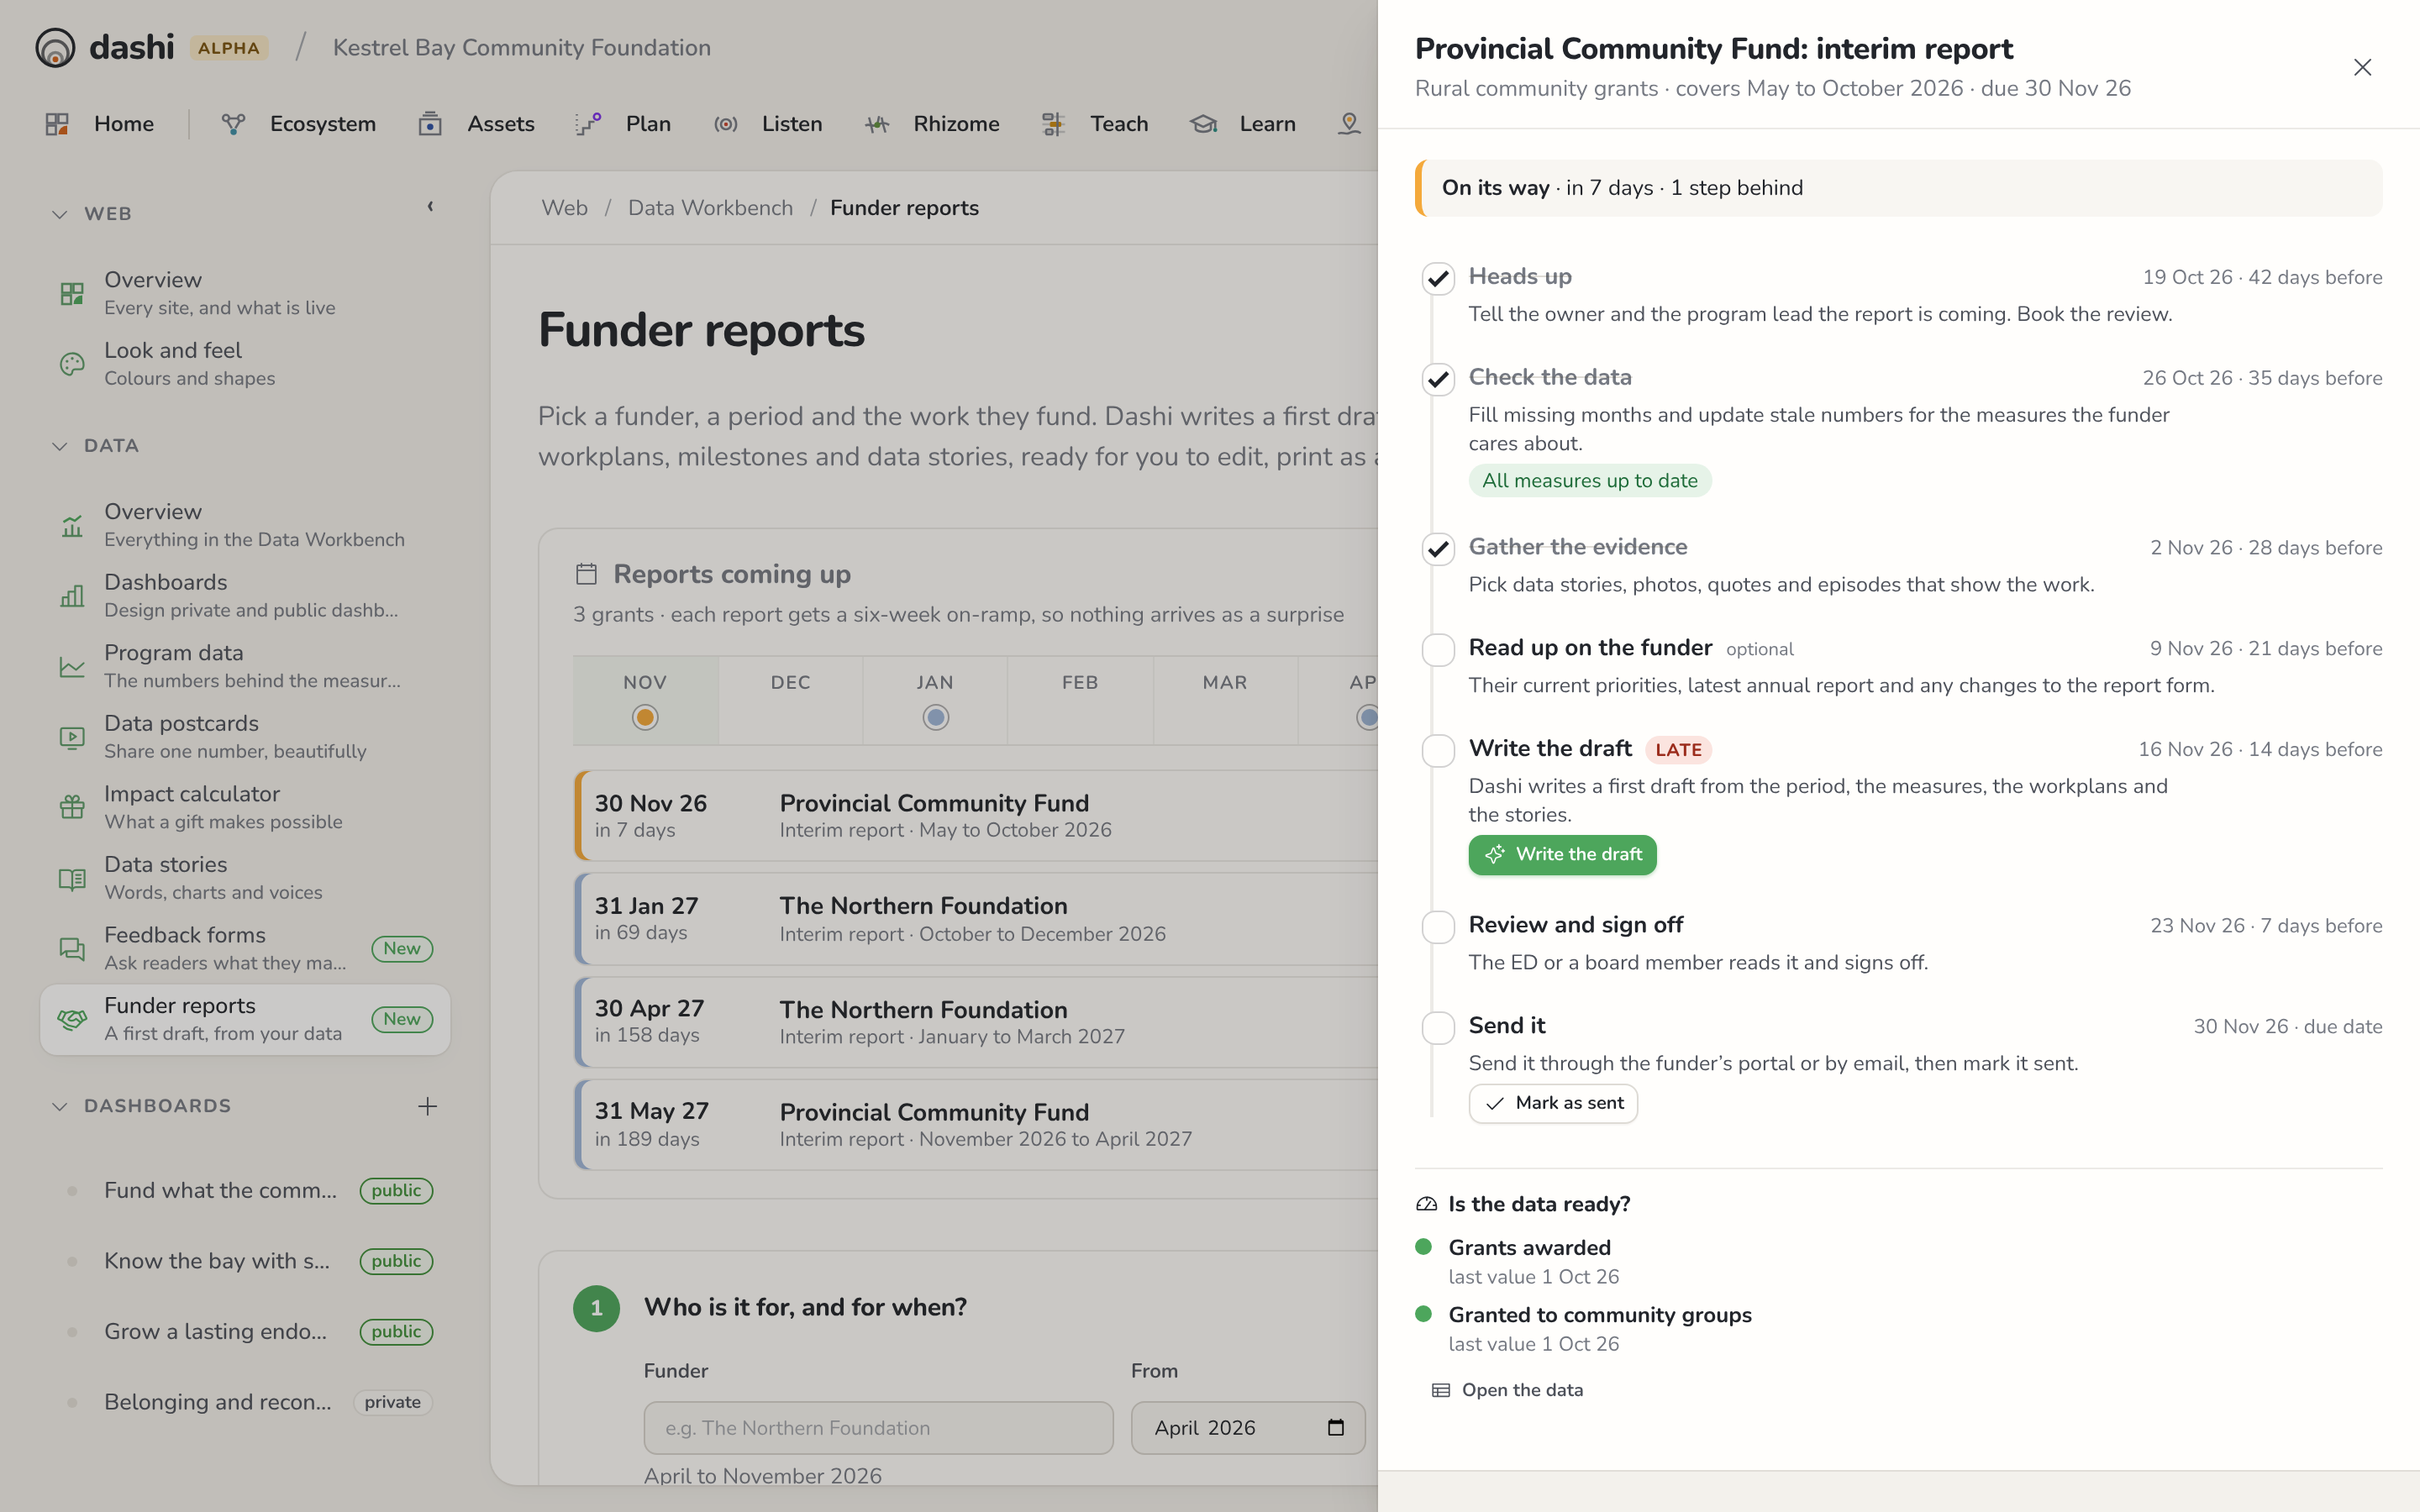 dashi ALPHA / Kestrel Bay Community Foundation
Home Ecosystem Assets Plan Listen Rhizome Teach Learn
WEB
Overview
Every site, and what is live
Look and feel
Colours and shapes
DATA
Overview
Everything in the Data Workbench
Dashboards
Design private and public dashb...
Program data
The numbers behind the measur...
Data postcards
Share one number, beautifully
Impact calculator
What a gift makes possible
Data stories
Words, charts and voices
Feedback forms
Ask readers what they ma...
New
Funder reports
A first draft, from your data
New
DASHBOARDS
Fund what the comm... public
Know the bay with s... public
Grow a lasting endo... public
Belonging and recon... private
Web / Data Workbench / Funder reports
Funder reports
Pick a funder, a period and the work they fund. Dashi writes a first dra
workplans, milestones and data stories, ready for you to edit, print as
Reports coming up
3 grants · each report gets a six-week on-ramp, so nothing arrives as a surprise
NOV DEC JAN FEB MAR AP
30 Nov 26 Provincial Community Fund
in 7 days Interim report · May to October 2026
31 Jan 27 The Northern Foundation
in 69 days Interim report · October to December 2026
30 Apr 27 The Northern Foundation
in 158 days Interim report · January to March 2027
31 May 27 Provincial Community Fund
in 189 days Interim report · November 2026 to April 2027
1 Who is it for, and for when?
Funder From
e.g. The Northern Foundation April 2026
April to November 2026
Provincial Community Fund: interim report
Rural community grants · covers May to October 2026 · due 30 Nov 26
On its way · in 7 days · 1 step behind
Heads up 19 Oct 26 · 42 days before
Tell the owner and the program lead the report is coming. Book the review.
Check the data 26 Oct 26 · 35 days before
Fill missing months and update stale numbers for the measures the funder
cares about.
All measures up to date
Gather the evidence 2 Nov 26 · 28 days before
Pick data stories, photos, quotes and episodes that show the work.
Read up on the funder optional 9 Nov 26 · 21 days before
Their current priorities, latest annual report and any changes to the report form.
Write the draft LATE 16 Nov 26 · 14 days before
Dashi writes a first draft from the period, the measures, the workplans and
the stories.
Write the draft
Review and sign off 23 Nov 26 · 7 days before
The ED or a board member reads it and signs off.
Send it 30 Nov 26 · due date
Send it through the funder’s portal or by email, then mark it sent.
Mark as sent
Is the data ready?
Grants awarded
last value 1 Oct 26
Granted to community groups
last value 1 Oct 26
Open the data